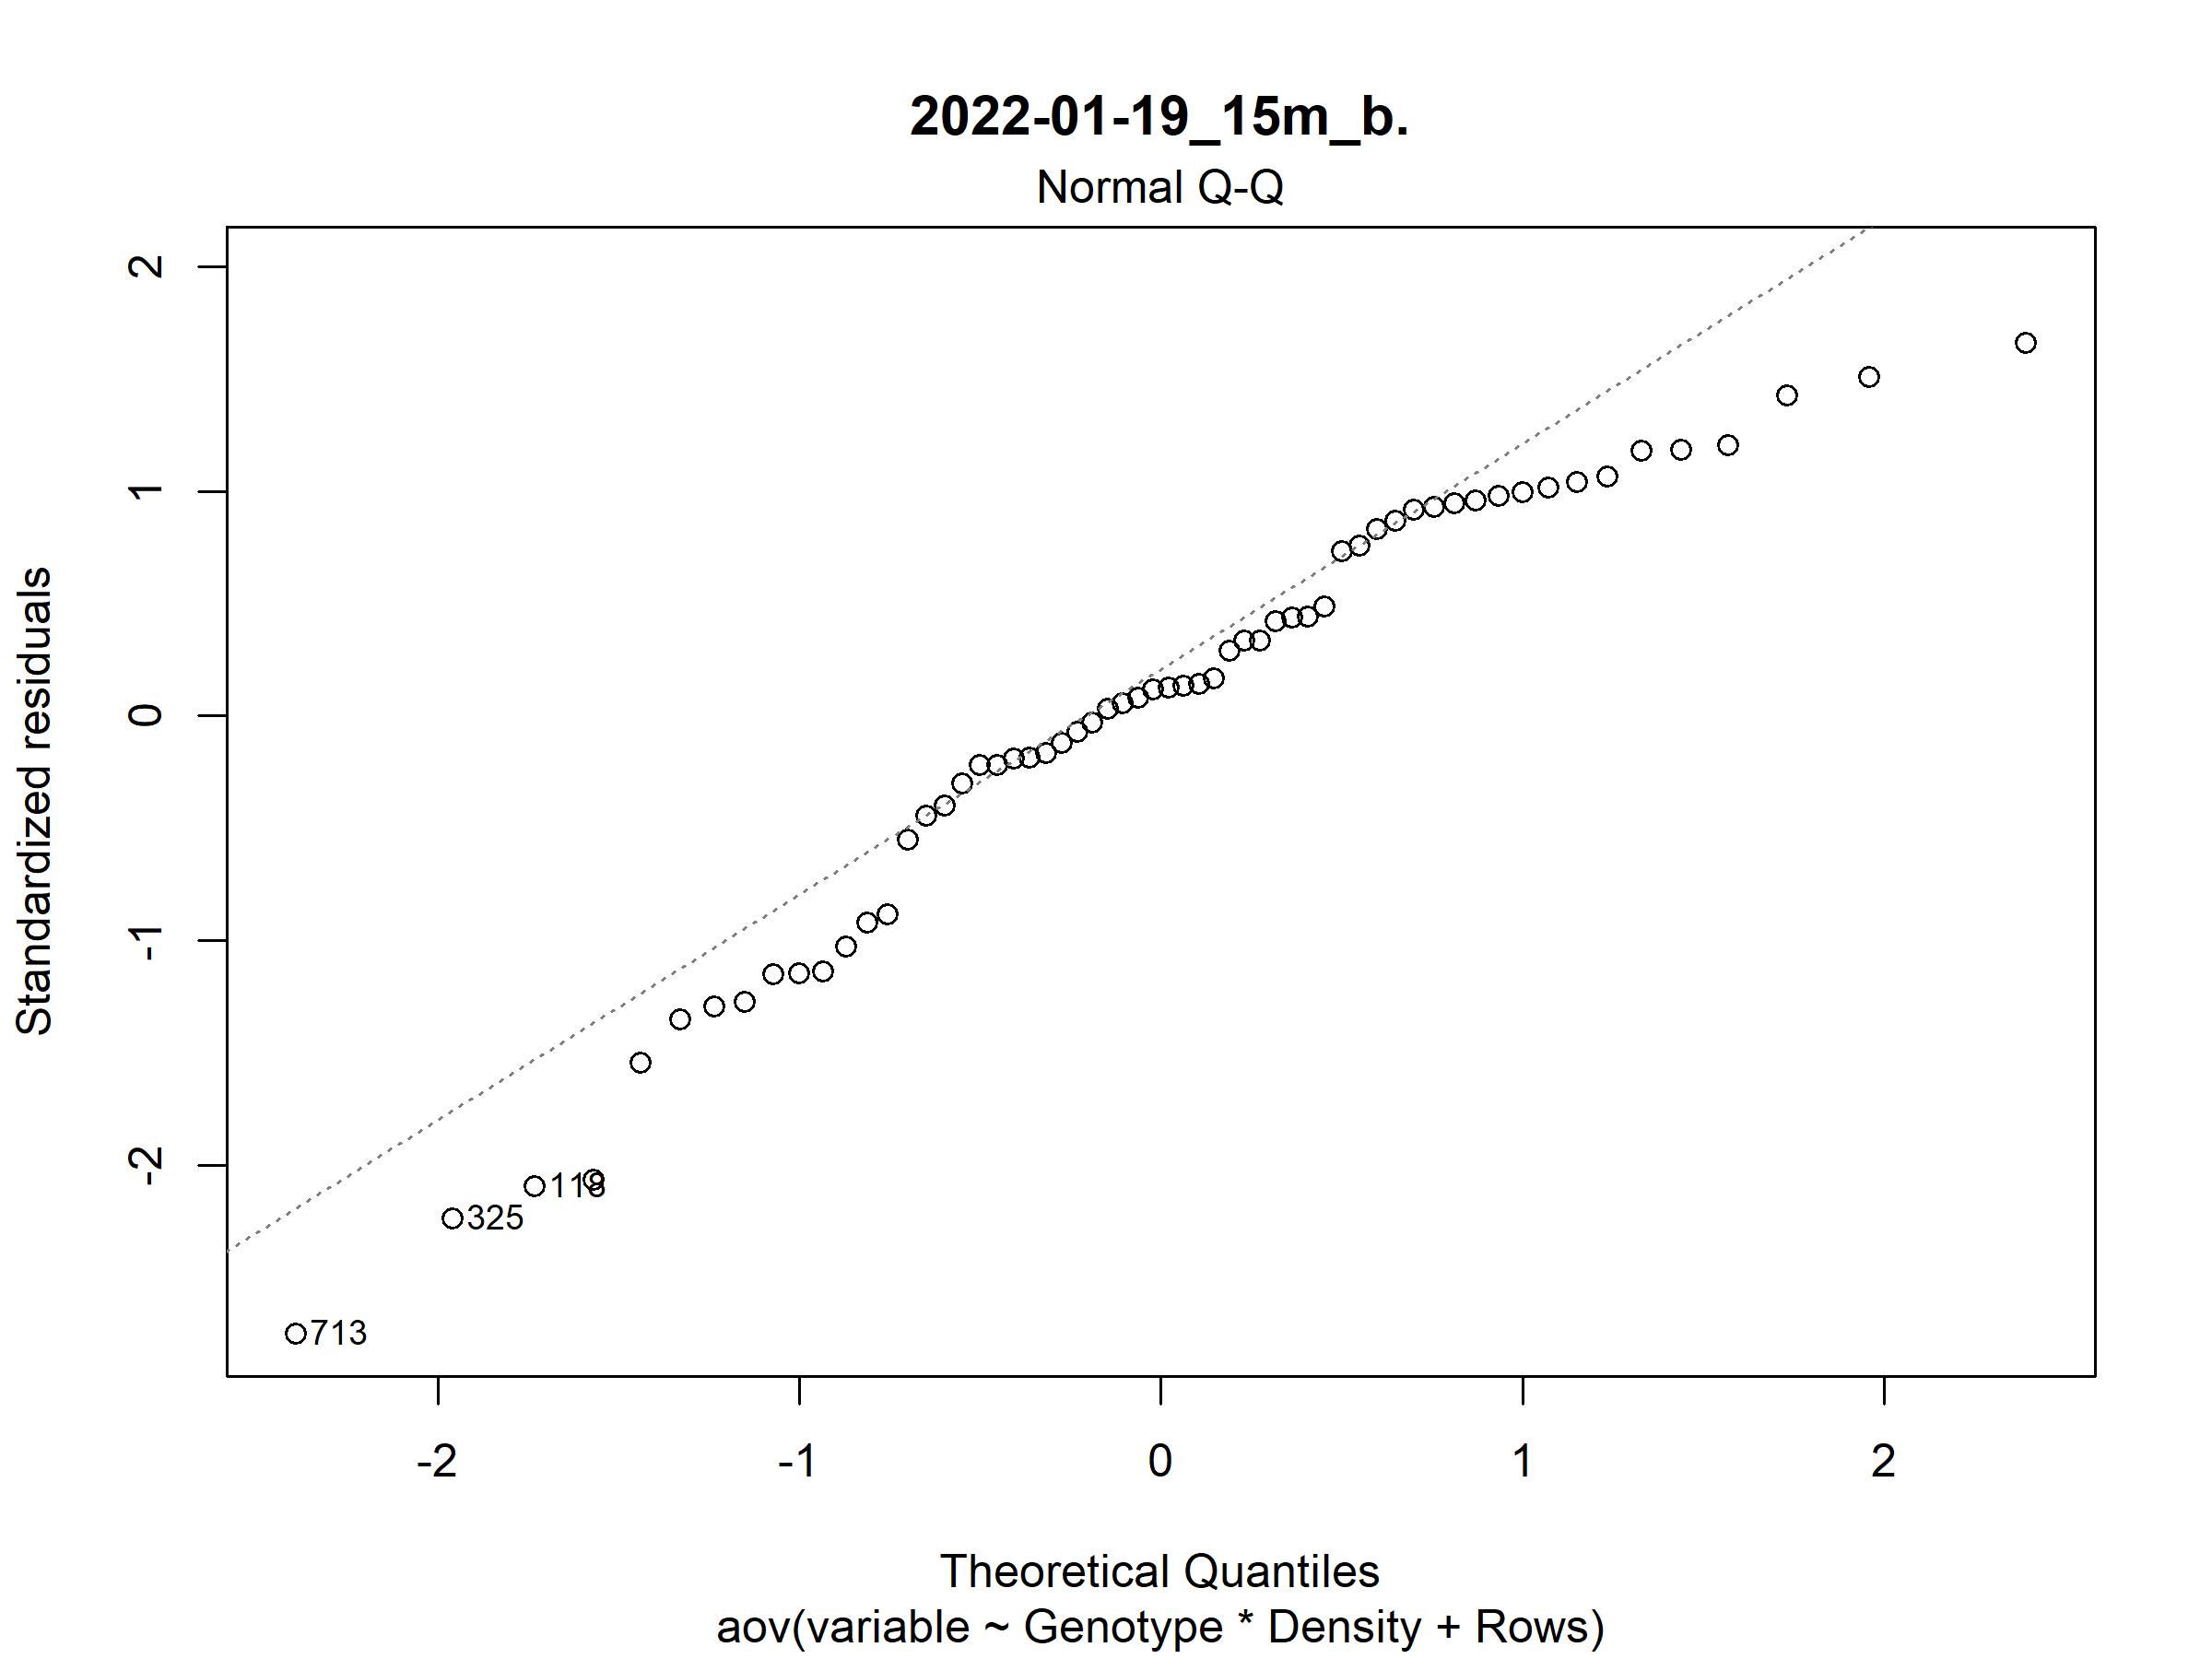 2022-01-19_15m_b.
Normal Q-Q
Standardized residuals
2
1
0
-1
-2
118
325
713
-2
-1
0
1
2
Theoretical Quantiles
aov(variable ~ Genotype * Density + Rows)